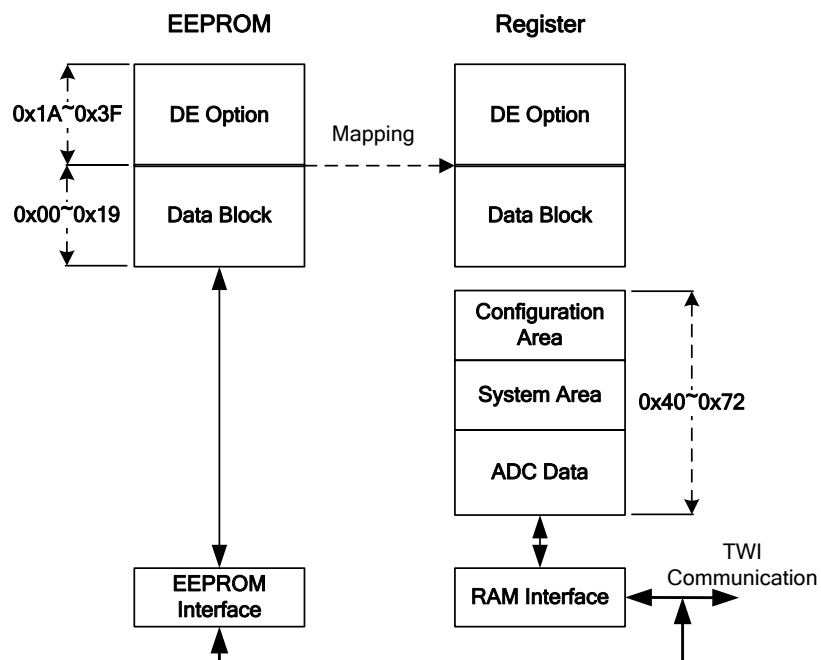 EEPROM
Register
0x1A~0x3F
DE Option
Mapping
DE Option
0x00~0x19
Data Block
Data Block
Configuration
Area
System Area
0x40~0x72
ADC Data
TWI
Communication
EEPROM
Interface
RAM Interface